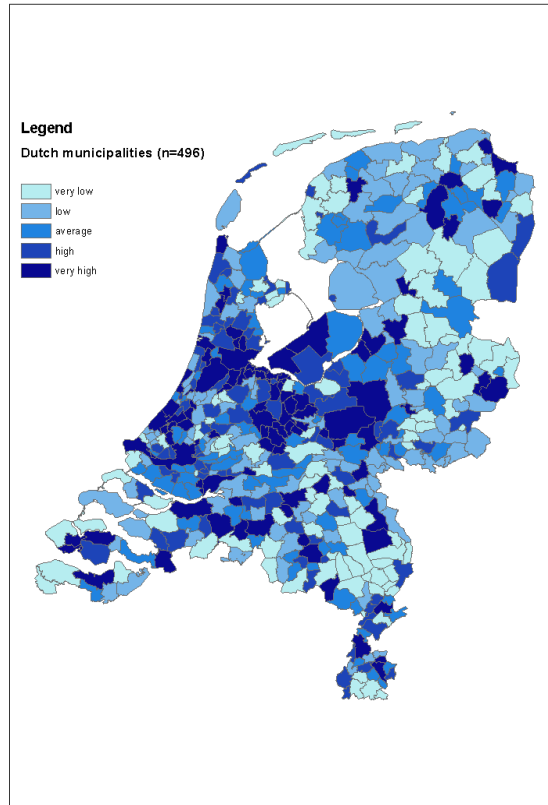 Legend
Dutch municipalities (n=496)
very low
low
average
high
very high